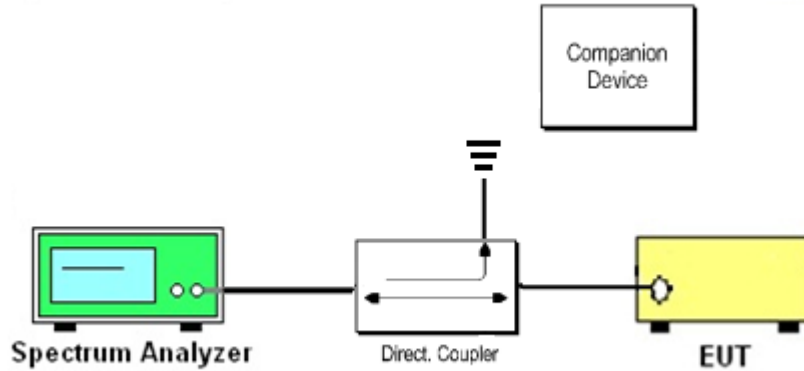 Companion
Device
Spectrum Analyzer
Direct. Coupler
EUT